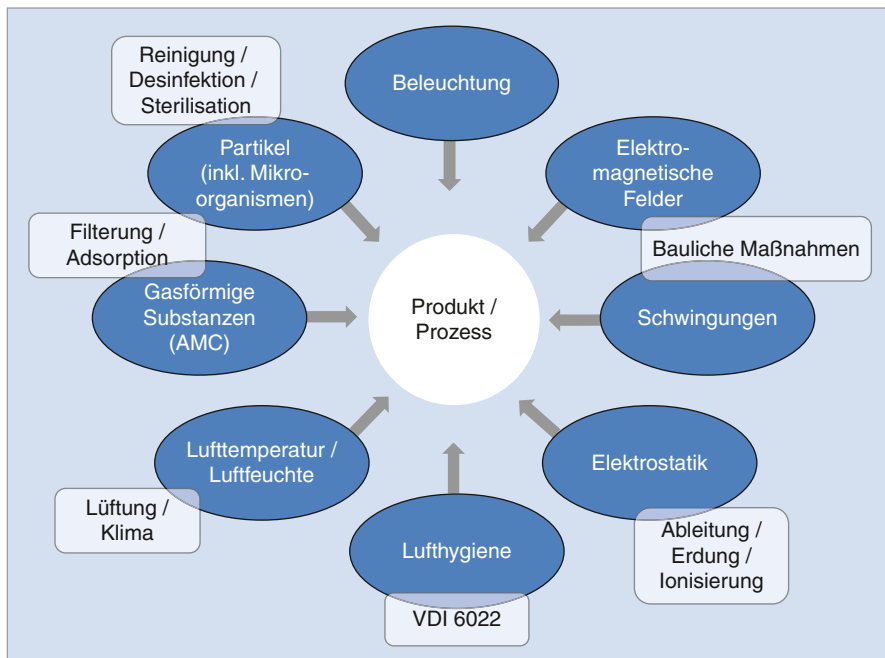 Reinigung /
Desinfektion /
Sterilisation
Beleuchtung
Partikel
(inkl. Mikro-
organismen)
Elektro-
magnetische
Felder
Filterung /
Adsorption
Bauliche Maßnahmen
Gasförmige
Substanzen
(AMC)
Produkt /
Prozess
Schwingungen
Lufttemperatur /
Luftfeuchte
Elektrostatik
Lüftung /
Klima
Lufthygiene
Ableitung /
Erdung /
Ionisierung
VDI 6022